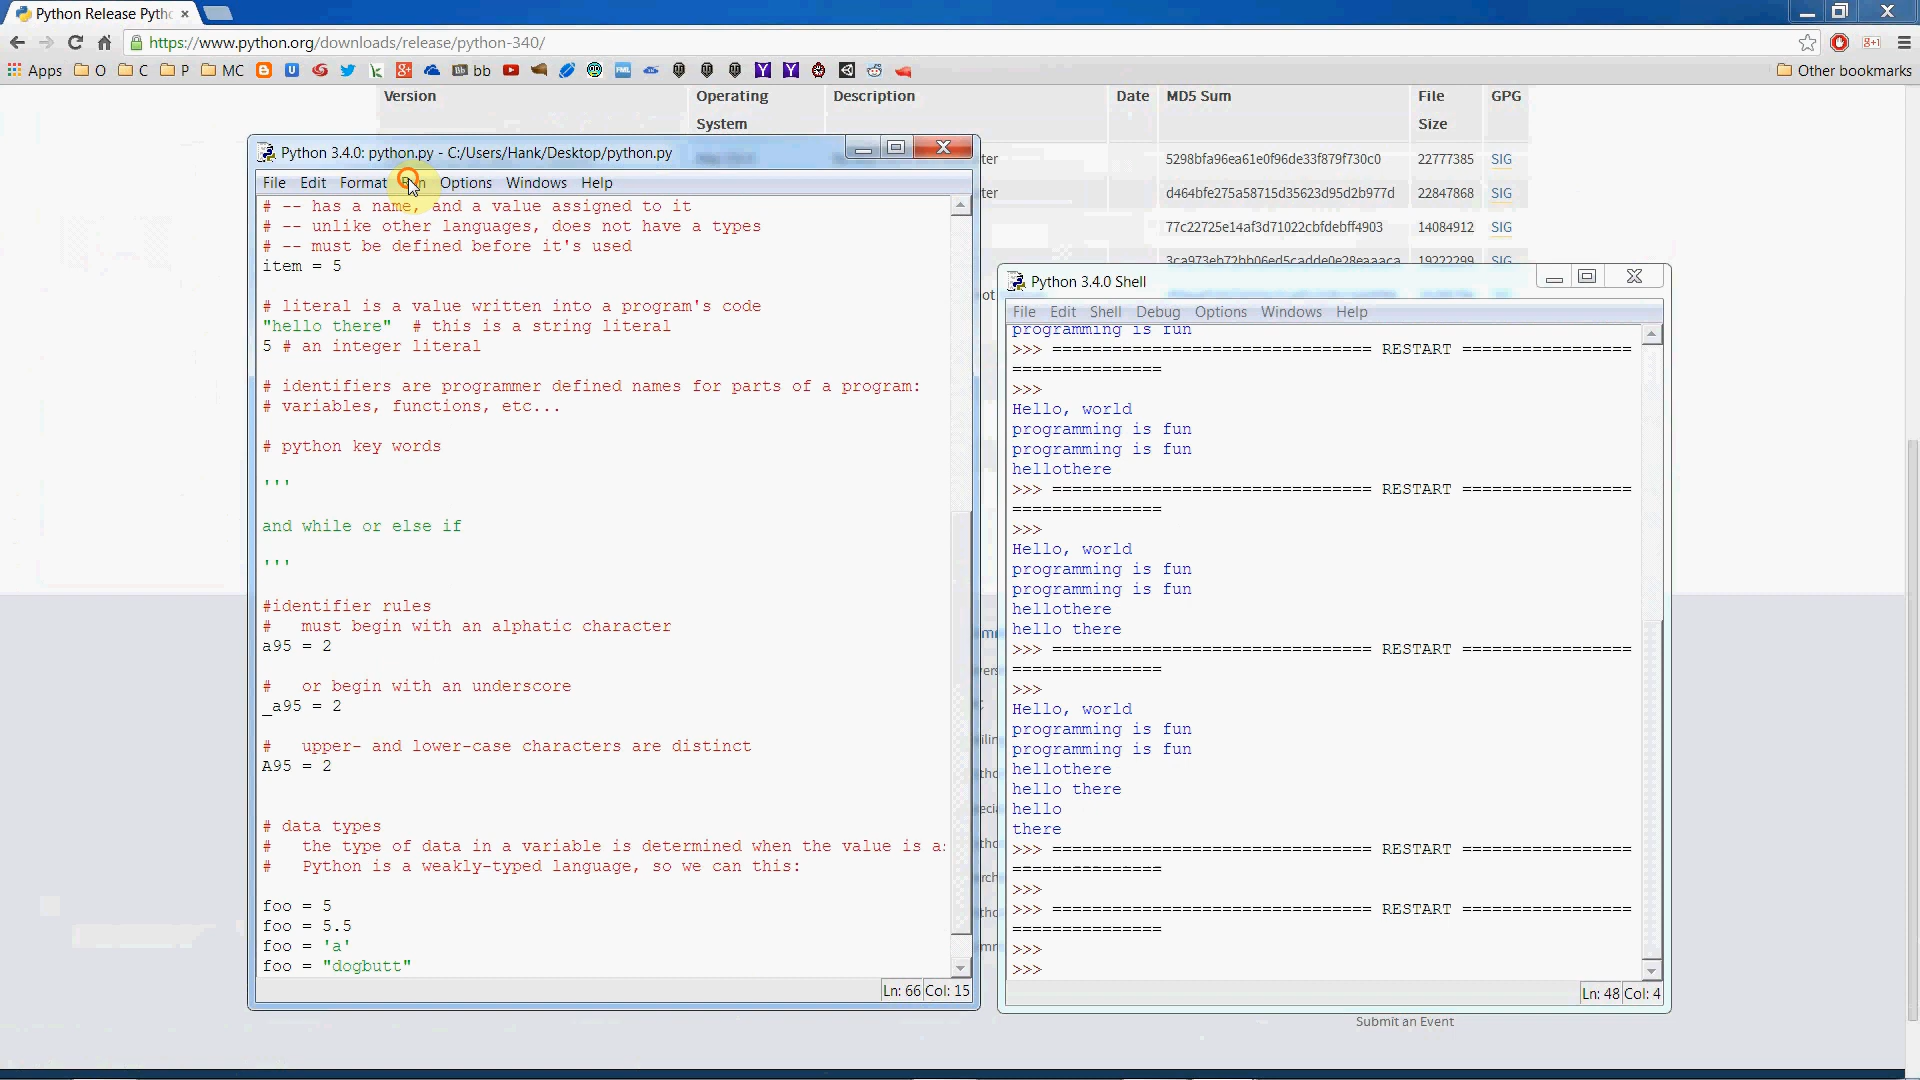 Python Release Pyth
https://www.python.org/downloads/release/python-340/
Apps O C P MC bb Other bookmarks
Version Operating System Description Date MD5 Sum File Size GPG
5298bfa96ea61e0f96de33f879f730c0 22777385 SIG
d464bfe275a58715d35623d95d2b977d 22847868 SIG
77c22725e14af3d71022cbfdebff4903 14084912 SIG
Python 3.4.0: python.py - C:/Users/Hank/Desktop/python.py
File Edit Format Options Windows Help
# -- has a name, and a value assigned to it
# -- unlike other languages, does not have a types
# -- must be defined before it's used
item = 5
# literal is a value written into a program's code
"hello there" # this is a string literal
5 # an integer literal
# identifiers are programmer defined names for parts of a program:
# variables, functions, etc...
# python key words
'''
and while or else if
'''
#identifier rules
# must begin with an alphatic character
a95 = 2
# or begin with an underscore
_a95 = 2
# upper- and lower-case characters are distinct
A95 = 2
# data types
# the type of data in a variable is determined when the value is a
# Python is a weakly-typed language, so we can this:
foo = 5
foo = 5.5
foo = 'a'
foo = "dogbutt"
Ln: 66 Col: 15
Python 3.4.0 Shell
File Edit Shell Debug Options Windows Help
programming is fun
>>> ================================ RESTART =================
===============
>>>
Hello, world
programming is fun
programming is fun
hellothere
>>> ================================ RESTART =================
===============
>>>
Hello, world
programming is fun
programming is fun
hellothere
hello there
>>> ================================ RESTART =================
===============
>>>
Hello, world
programming is fun
programming is fun
hellothere
hello there
hello
there
>>> ================================ RESTART =================
===============
>>>
>>> ================================ RESTART =================
===============
>>>
>>>
Ln: 48 Col: 4
Submit an Event